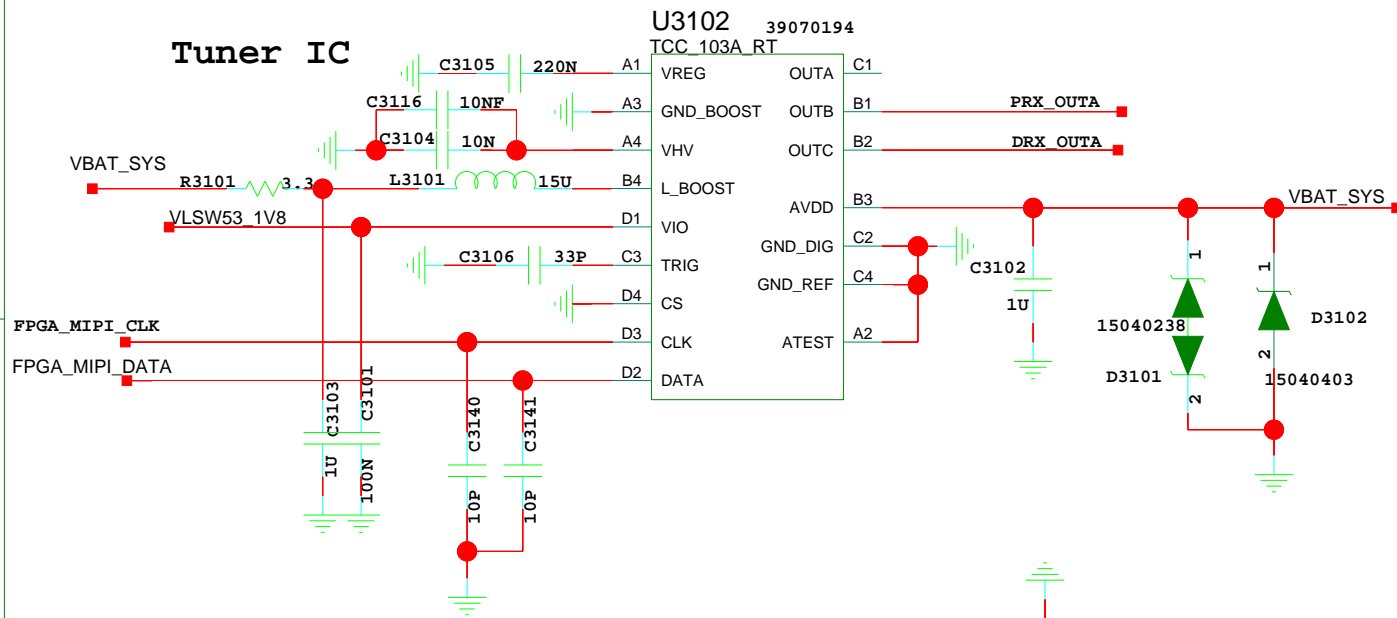 Tuner IC
U3102
39070194
TCC_103A_RT
C3105 220N A1 VREG OUTA C1
C3116 10NF A3 GND_BOOST OUTB B1 PRX_OUTA
C3104 10N A4 VHV OUTC B2 DRX_OUTA
VBAT_SYS
R3101 3.3 L3101 15U B4 L_BOOST
AVDD B3 VBAT_SYS
VLSW53_1V8 D1 VIO
GND_DIG C2
C3106 33P C3 TRIG
GND_REF C4
C3102
1U
D4 CS
FPGA_MIPI_CLK D3 CLK
ATEST A2
FPGA_MIPI_DATA D2 DATA
1
15040238
D3101
2
1
D3102
2
15040403
C3103
1U
C3101
100N
C3140
10P
C3141
10P